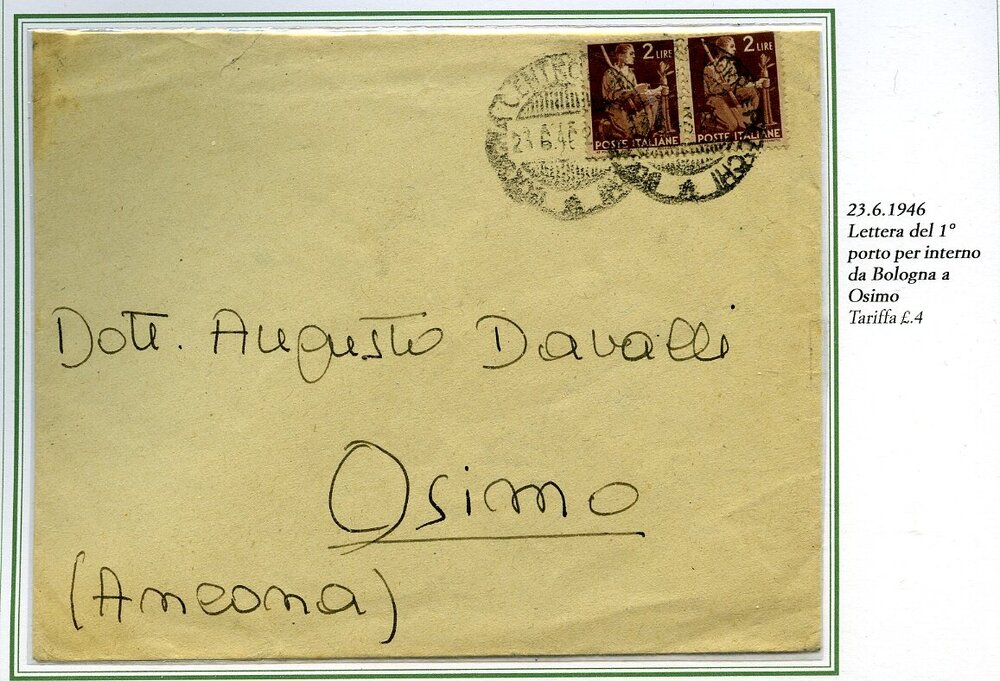 2 LIRE
2 LIRE
POSTE ITALIANE
POSTE ITALIANE
23.6.46
Dott. Augusto Davalli
Osimo
(Ancona)
23.6.1946
Lettera del 1°
porto per interno
da Bologna a
Osimo
Tariffa £.4